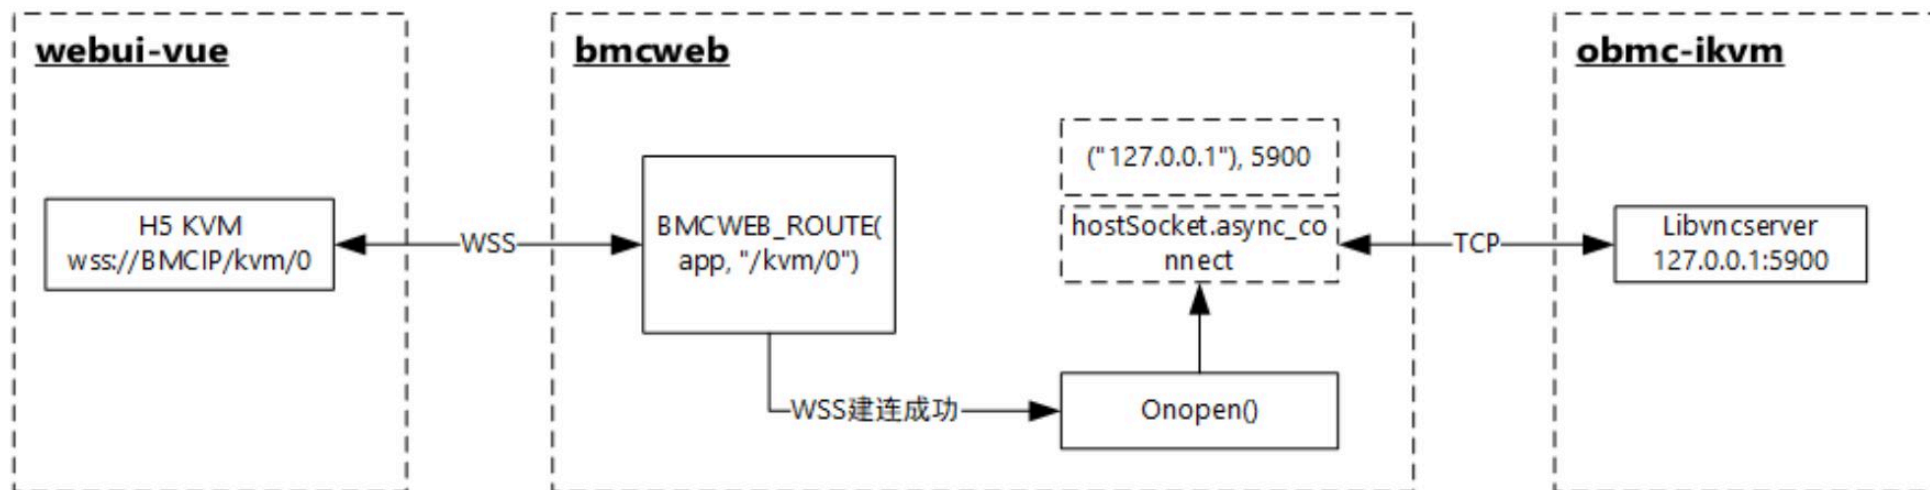 webui-vue
H5 KVM
wss://BMCIP/kvm/0
WSS
bmcweb
BMCWEB_ROUTE(
app, "/kvm/0")
WSS建连成功
("127.0.0.1"), 5900
hostSocket.async_co
nnect
Onopen()
TCP
obmc-ikvm
Libvncserver
127.0.0.1:5900